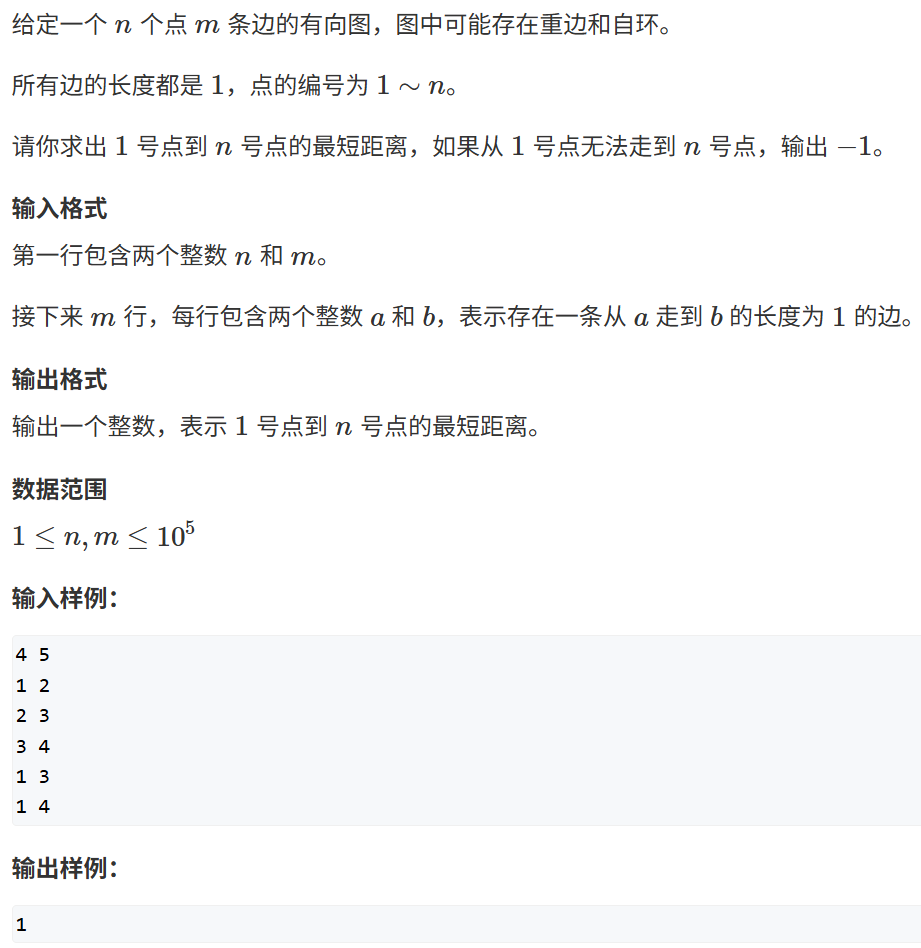 给定一个 n 个点 m 条边的有向图，图中可能存在重边和自环。
所有边的长度都是 1，点的编号为 1 ∼ n。
请你求出 1 号点到 n 号点的最短距离，如果从 1 号点无法走到 n 号点，输出 −1。
输入格式
第一行包含两个整数 n 和 m。
接下来 m 行，每行包含两个整数 a 和 b，表示存在一条从 a 走到 b 的长度为 1 的边。
输出格式
输出一个整数，表示 1 号点到 n 号点的最短距离。
数据范围
1 ≤ n, m ≤ 10⁵
输入样例：
4 5
1 2
2 3
3 4
1 3
1 4
输出样例：
1